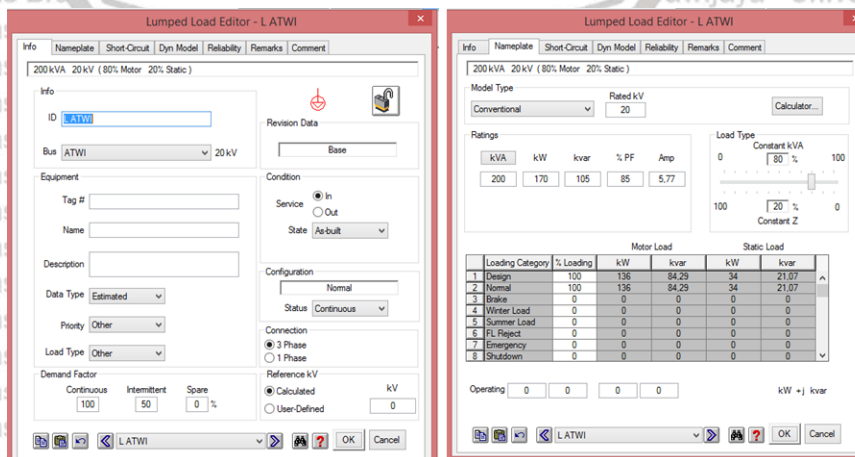 Lumped Load Editor - L ATWI
Info Nameplate Short-Circuit Dyn Model Reliability Remarks Comment
200 kVA 20 kV ( 80% Motor 20% Static )
Info
ID L ATWI
Bus ATWI 20 kV
Revision Data
Base
Equipment
Tag #
Name
Description
Data Type Estimated
Priority Other
Load Type Other
Condition
Service In
Out
State As-built
Configuration
Normal
Status Continuous
Connection
3 Phase
1 Phase
Demand Factor
Continuous Intermittent Spare
100 50 0 %
Reference kV
Calculated kV
User-Defined 0
L ATWI OK Cancel
Lumped Load Editor - L ATWI
Info Nameplate Short-Circuit Dyn Model Reliability Remarks Comment
200 kVA 20 kV ( 80% Motor 20% Static )
Model Type
Conventional
Rated kV
20
Calculator...
Ratings
kVA kW kvar % PF Amp
200 170 105 85 5,77
Load Type
Constant kVA
0 80 % 100
100 20 % 0
Constant Z
Motor Load Static Load
Loading Category % Loading kW kvar kW kvar
1 Design 100 136 84,29 34 21,07
2 Normal 100 136 84,29 34 21,07
3 Brake 0 0 0 0 0
4 Winter Load 0 0 0 0 0
5 Summer Load 0 0 0 0 0
6 FL Reject 0 0 0 0 0
7 Emergency 0 0 0 0 0
8 Shutdown 0 0 0 0 0
Operating 0 0 0 0 kW +j kvar
L ATWI OK Cancel